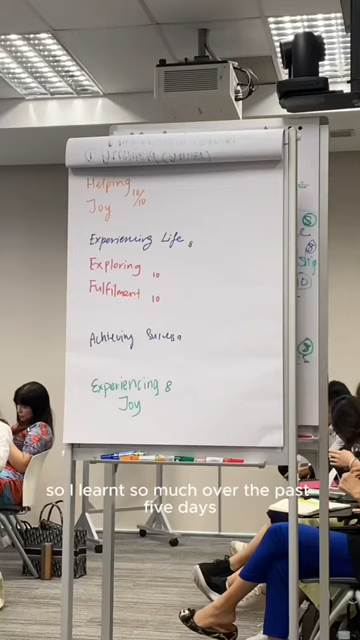 Helping 10/10
Joy
Experiencing Life 8
Exploring 10
Fulfilment 10
Achieving Success
Experiencing 8
Joy
so I learnt so much over the past
five days